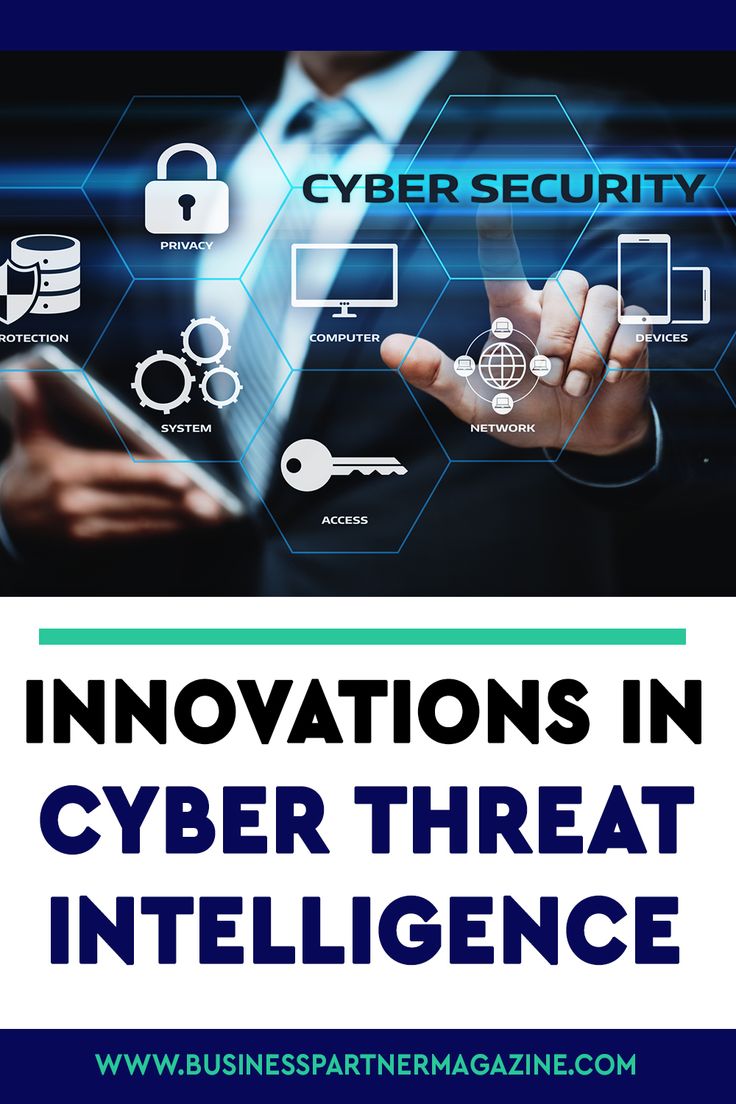 CYBER SECURITY
PRIVACY
ROTECTION
COMPUTER
DEVICES
SYSTEM
NETWORK
ACCESS
INNOVATIONS IN
CYBER THREAT
INTELLIGENCE
WWW.BUSINESSPARTNERMAGAZINE.COM